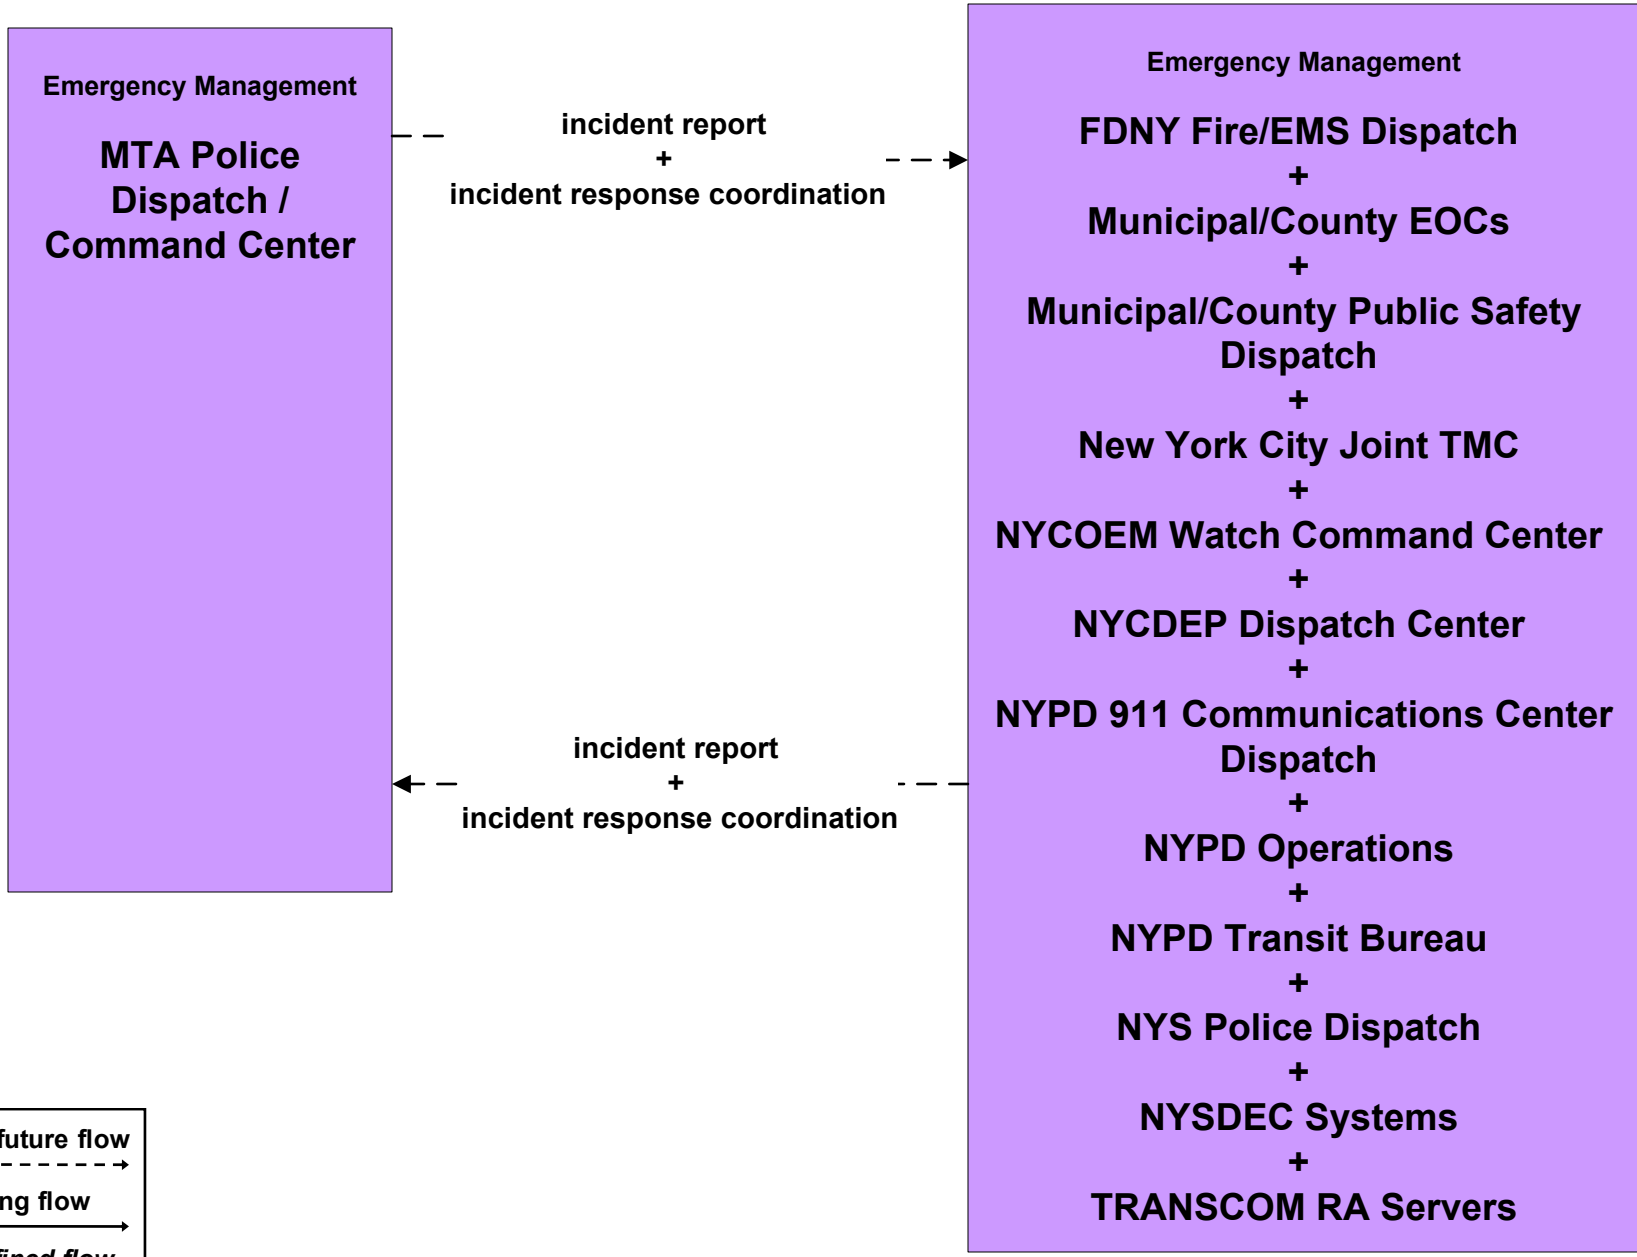 Emergency Management
MTA Police
Dispatch /
Command Center
incident report
+
incident response coordination
incident report
+
incident response coordination
Emergency Management
FDNY Fire/EMS Dispatch
+
Municipal/County EOCs
+
Municipal/County Public Safety
Dispatch
+
New York City Joint TMC
+
NYCOEM Watch Command Center
+
NYCDEP Dispatch Center
+
NYPD 911 Communications Center
Dispatch
+
NYPD Operations
+
NYPD Transit Bureau
+
NYS Police Dispatch
+
NYSDEC Systems
+
TRANSCOM RA Servers
future flow
flow
flow